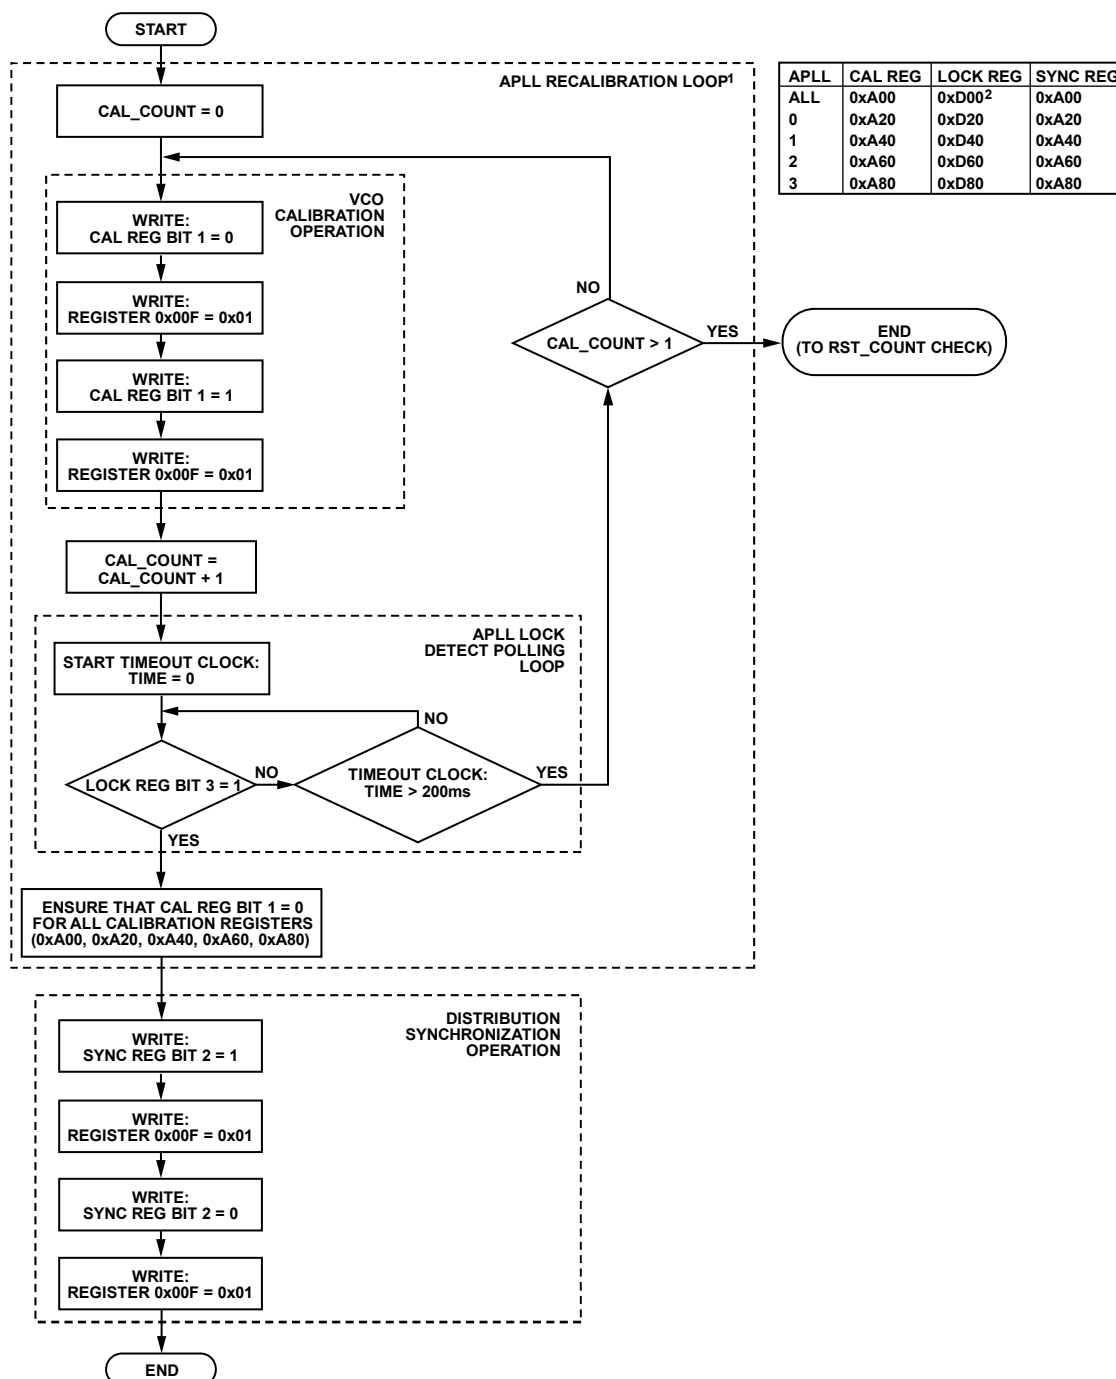 START
APLL RECALIBRATION LOOP1
CAL_COUNT = 0
VCO
CALIBRATION
OPERATION
WRITE:
CAL REG BIT 1 = 0
WRITE:
REGISTER 0x00F = 0x01
WRITE:
CAL REG BIT 1 = 1
WRITE:
REGISTER 0x00F = 0x01
CAL_COUNT =
CAL_COUNT + 1
APLL LOCK
DETECT POLLING
LOOP
START TIMEOUT CLOCK:
TIME = 0
NO
LOCK REG BIT 3 = 1
NO
TIMEOUT CLOCK:
TIME > 200ms
YES
YES
NO
CAL_COUNT > 1
YES
END
(TO RST_COUNT CHECK)
ENSURE THAT CAL REG BIT 1 = 0
FOR ALL CALIBRATION REGISTERS
(0xA00, 0xA20, 0xA40, 0xA60, 0xA80)
DISTRIBUTION
SYNCHRONIZATION
OPERATION
WRITE:
SYNC REG BIT 2 = 1
WRITE:
REGISTER 0x00F = 0x01
WRITE:
SYNC REG BIT 2 = 0
WRITE:
REGISTER 0x00F = 0x01
END
APLL CAL REG LOCK REG SYNC REG
ALL 0xA00 0xD002 0xA00
0 0xA20 0xD20 0xA20
1 0xA40 0xD40 0xA40
2 0xA60 0xD60 0xA60
3 0xA80 0xD80 0xA80